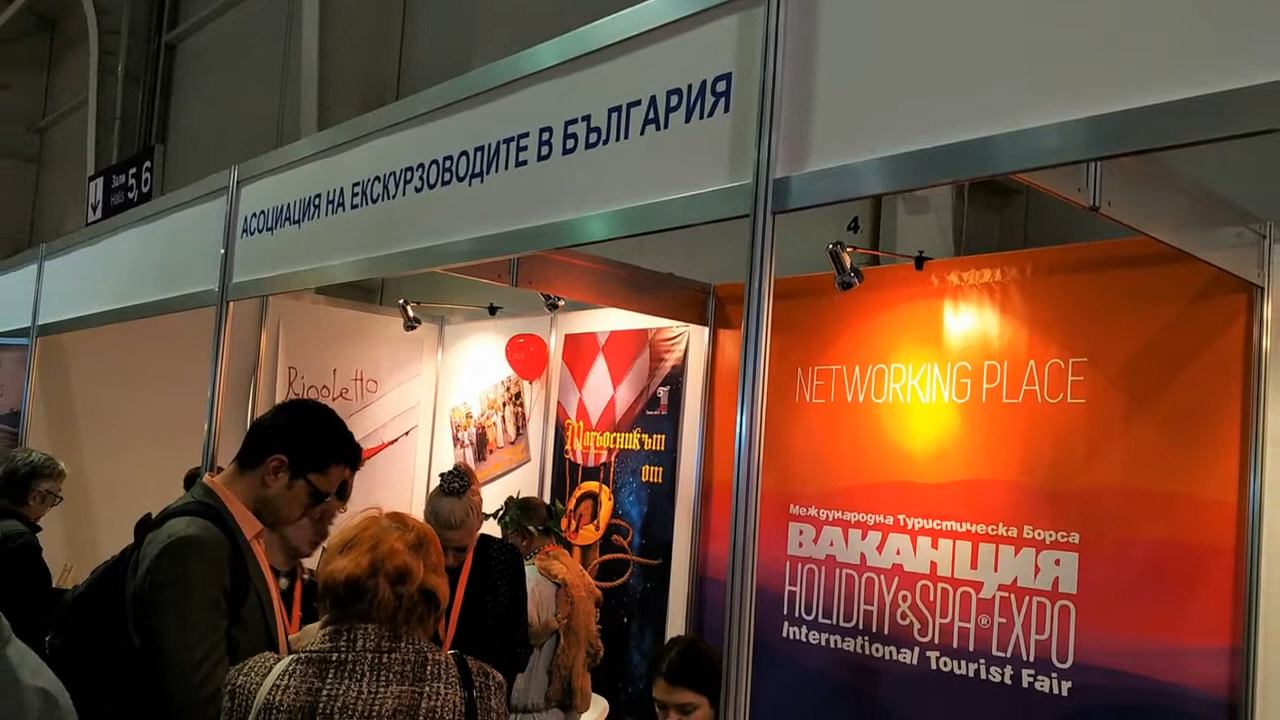 Зали
Halls
5, 6
АСОЦИАЦИЯ НА ЕКСКУРЗОВОДИТЕ В БЪЛГАРИЯ
4
Rigoletto
Магьосникът
от
NETWORKING PLACE
Международна Туристическа Борса
ВАКАНЦИЯ
HOLIDAY&SPA®EXPO
International Tourist Fair